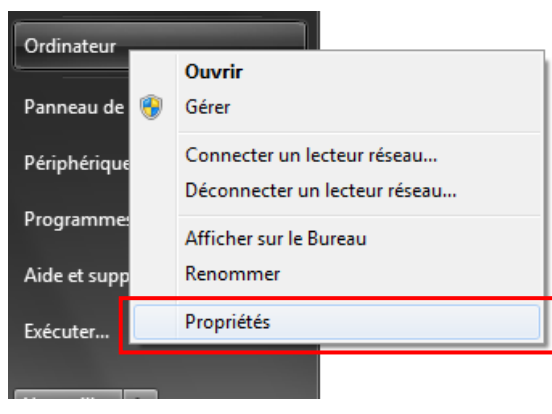 Ordinateur
Ouvrir
Panneau de
Gérer
Périphérique
Connecter un lecteur réseau...
Déconnecter un lecteur réseau...
Programmes
Afficher sur le Bureau
Aide et supp
Renommer
Exécuter...
Propriétés